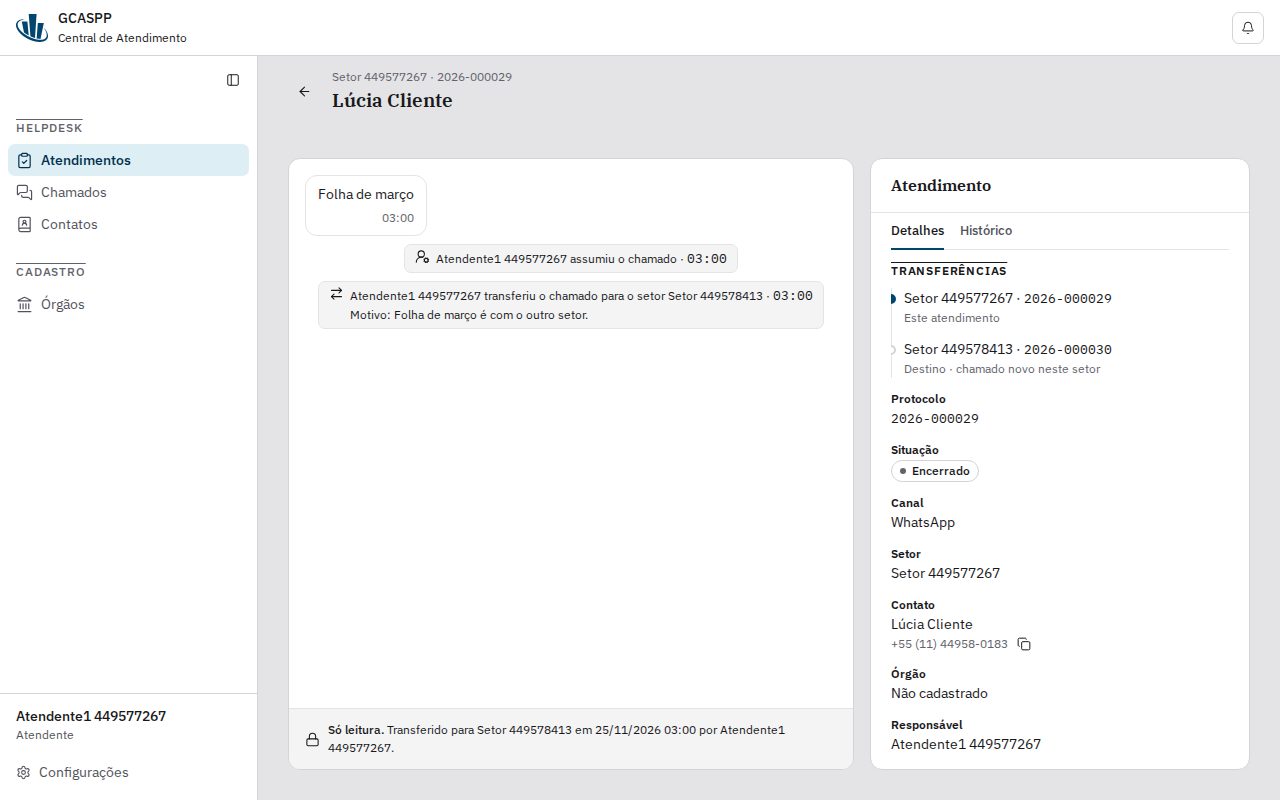 GCASPP
Central de Atendimento
HELPDESK
Atendimentos
Chamados
Contatos
CADASTRO
Órgãos
Atendente1 449577267
Atendente
Configurações
Setor 449577267 · 2026-000029
Lúcia Cliente
Folha de março
03:00
Atendente1 449577267 assumiu o chamado · 03:00
Atendente1 449577267 transferiu o chamado para o setor Setor 449578413 · 03:00
Motivo: Folha de março é com o outro setor.
Só leitura. Transferido para Setor 449578413 em 25/11/2026 03:00 por Atendente1
449577267.
Atendimento
Detalhes Histórico
TRANSFERÊNCIAS
Setor 449577267 · 2026-000029
Este atendimento
Setor 449578413 · 2026-000030
Destino · chamado novo neste setor
Protocolo
2026-000029
Situação
Encerrado
Canal
WhatsApp
Setor
Setor 449577267
Contato
Lúcia Cliente
+55 (11) 44958-0183
Órgão
Não cadastrado
Responsável
Atendente1 449577267